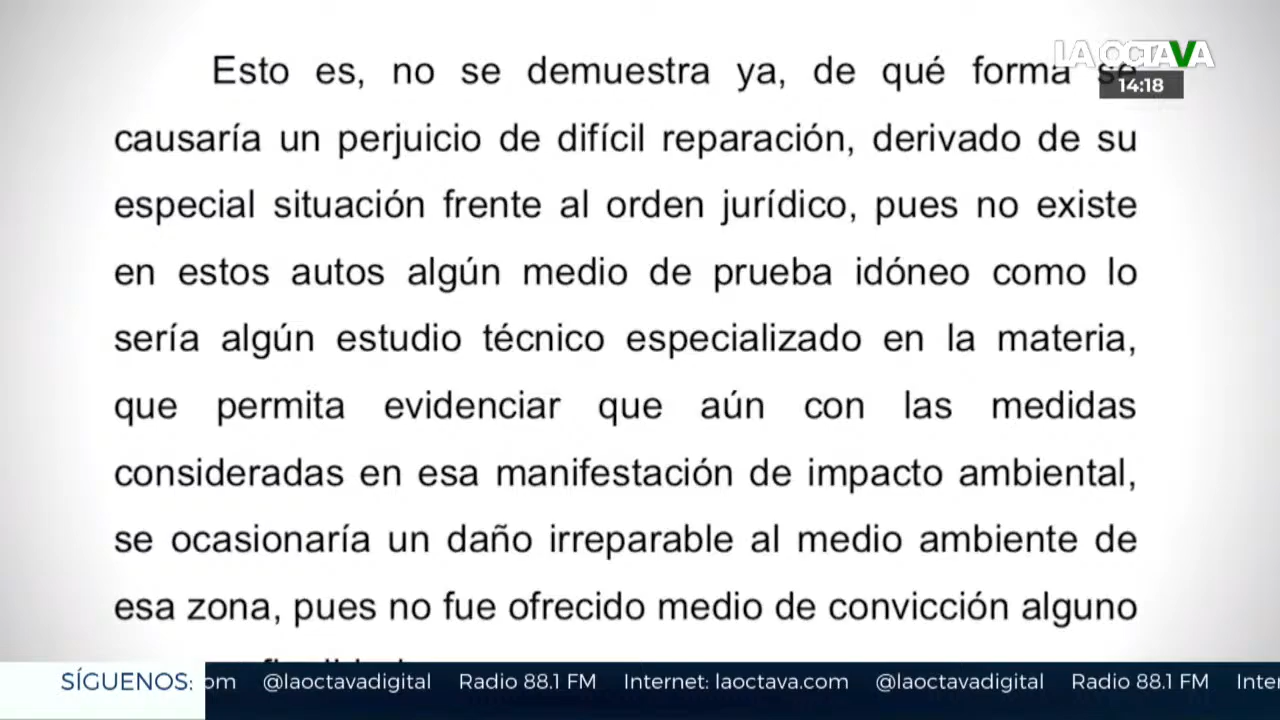 LA OCTAVA
14:18
Esto es, no se demuestra ya, de qué forma se
causaría un perjuicio de difícil reparación, derivado de su
especial situación frente al orden jurídico, pues no existe
en estos autos algún medio de prueba idóneo como lo
sería algún estudio técnico especializado en la materia,
que permita evidenciar que aún con las medidas
consideradas en esa manifestación de impacto ambiental,
se ocasionaría un daño irreparable al medio ambiente de
esa zona, pues no fue ofrecido medio de convicción alguno
SÍGUENOS: om @laoctavadigital Radio 88.1 FM Internet: laoctava.com @laoctavadigital Radio 88.1 FM Inter